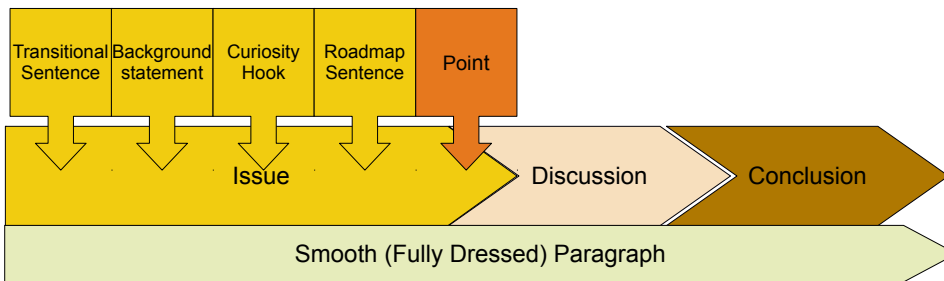 Transitional
Sentence
Background
statement
Curiosity
Hook
Roadmap
Sentence
Point
Issue
Discussion
Conclusion
Smooth (Fully Dressed) Paragraph